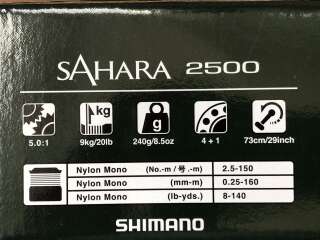 SAHARA 2500
kg
g
5.0:1 9kg/20lb 240g/8.5oz 4 + 1 73cm/29inch
Nylon Mono (No.-m / 号.-m) 2.5-150
Nylon Mono (mm-m) 0.25-160
Nylon Mono (lb-yds.) 8-140
SHIMANO